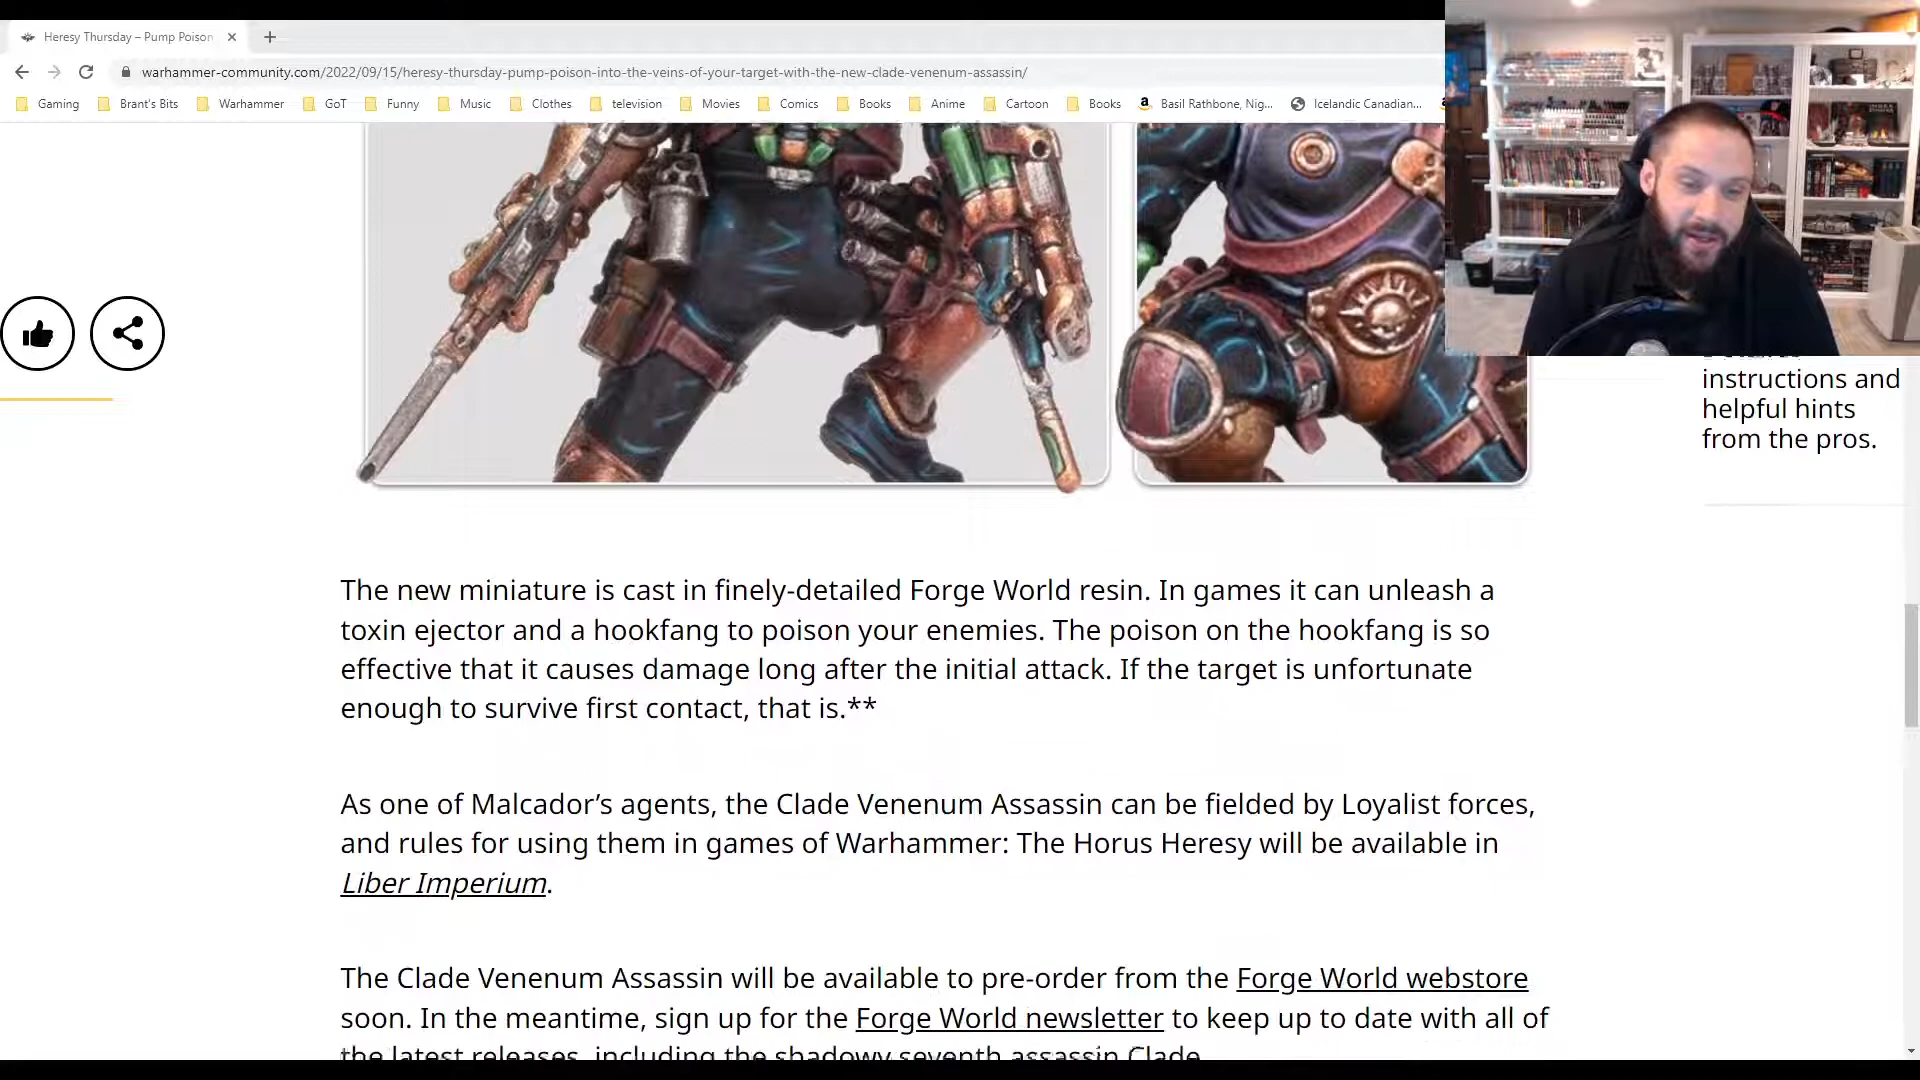 Heresy Thursday – Pump Poison
warhammer-community.com/2022/09/15/heresy-thursday-pump-poison-into-the-veins-of-your-target-with-the-new-clade-venenum-assassin/
Gaming Brant's Bits Warhammer GoT Funny Music Clothes television Movies Comics Books Anime Cartoon Books Basil Rathbone, Nig... Icelandic Canadian...
instructions and
helpful hints
from the pros.
The new miniature is cast in finely-detailed Forge World resin. In games it can unleash a
toxin ejector and a hookfang to poison your enemies. The poison on the hookfang is so
effective that it causes damage long after the initial attack. If the target is unfortunate
enough to survive first contact, that is.**
As one of Malcador’s agents, the Clade Venenum Assassin can be fielded by Loyalist forces,
and rules for using them in games of Warhammer: The Horus Heresy will be available in
Liber Imperium.
The Clade Venenum Assassin will be available to pre-order from the Forge World webstore
soon. In the meantime, sign up for the Forge World newsletter to keep up to date with all of
the latest releases, including the shadowy seventh assassin Clade.